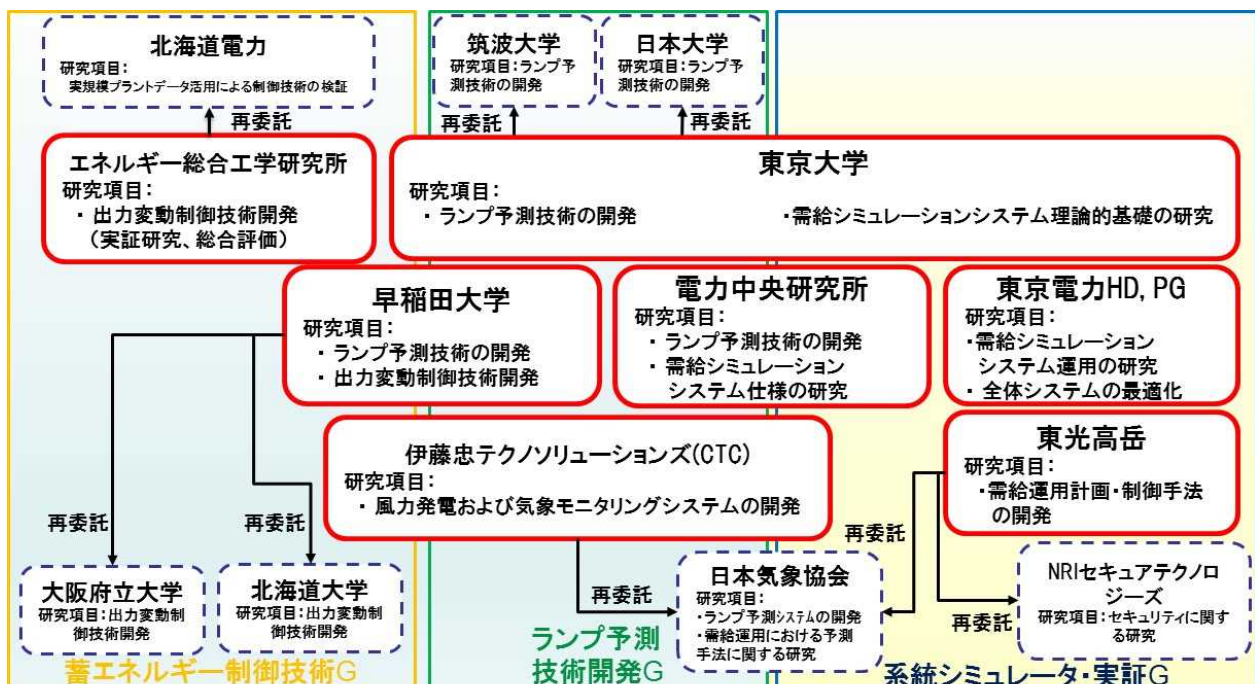 北海道電力
研究項目：
実規模プラントデータ活用による制御技術の検証
筑波大学
研究項目：ランプ予
測技術の開発
日本大学
研究項目：ランプ予
測技術の開発
再委託
再委託
再委託
エネルギー総合工学研究所
研究項目：
・ 出力変動制御技術開発
（実証研究、総合評価）
東京大学
研究項目：
・ランプ予測技術の開発
・需給シミュレーションシステム理論的基礎の研究
早稲田大学
研究項目：
・ ランプ予測技術の開発
・ 出力変動制御技術開発
電力中央研究所
研究項目：
・ ランプ予測技術の開発
・ 需給シミュレーション
システム仕様の研究
東京電力HD, PG
研究項目：
・需給シミュレーション
システム運用の研究
・ 全体システムの最適化
伊藤忠テクノソリューションズ(CTC)
研究項目：
・ 風力発電および気象モニタリングシステムの開発
東光高岳
研究項目：
・需給運用計画・制御手法
の開発
再委託
再委託
再委託
再委託
再委託
大阪府立大学
研究項目：出力変動制
御技術開発
北海道大学
研究項目：出力変動制
御技術開発
日本気象協会
研究項目：
・ランプ予測システムの開発
・需給運用における予測
手法に関する研究
NRIセキュアテクノロ
ジーズ
研究項目：セキュリティに関す
る研究
蓄エネルギー制御技術G
ランプ予測
技術開発G
系統シミュレータ・実証G